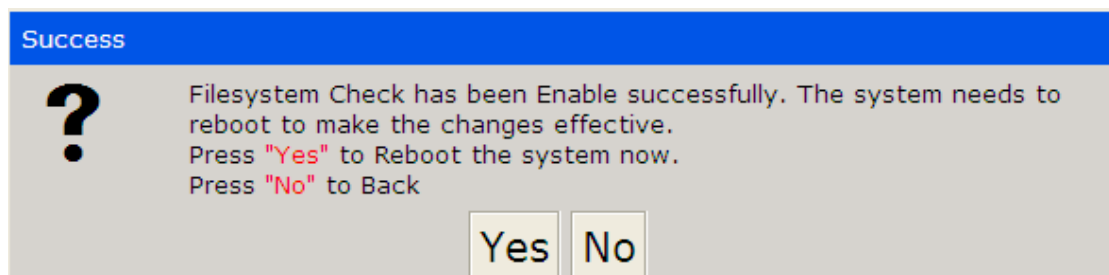 Success
Filesystem Check has been Enable successfully. The system needs to
reboot to make the changes effective.
Press "Yes" to Reboot the system now.
Press "No" to Back
Yes No